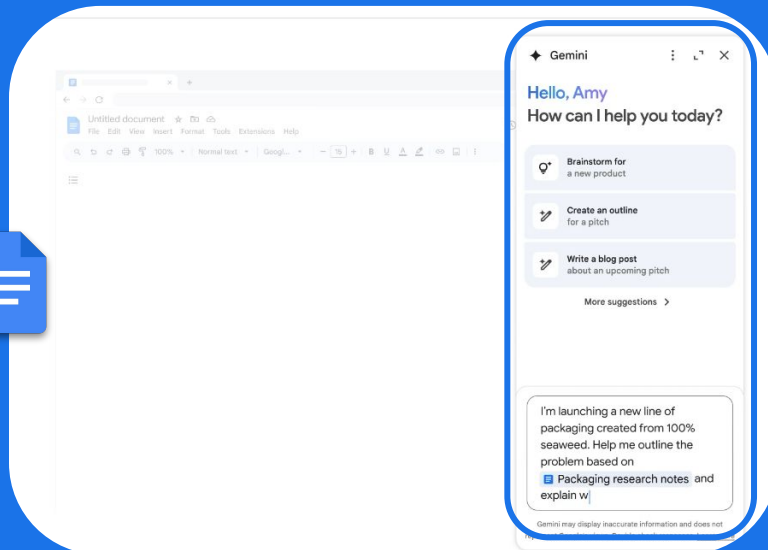 Gemini
Hello, Amy
How can I help you today?
Untitled document
File Edit View Insert Format Tools Extensions Help
100% Normal text Googl... 15
B U A
Brainstorm for
a new product
Create an outline
for a pitch
Write a blog post
about an upcoming pitch
More suggestions
I'm launching a new line of
packaging created from 100%
seaweed. Help me outline the
problem based on
Packaging research notes and
explain w
Gemini may display inaccurate information and does not